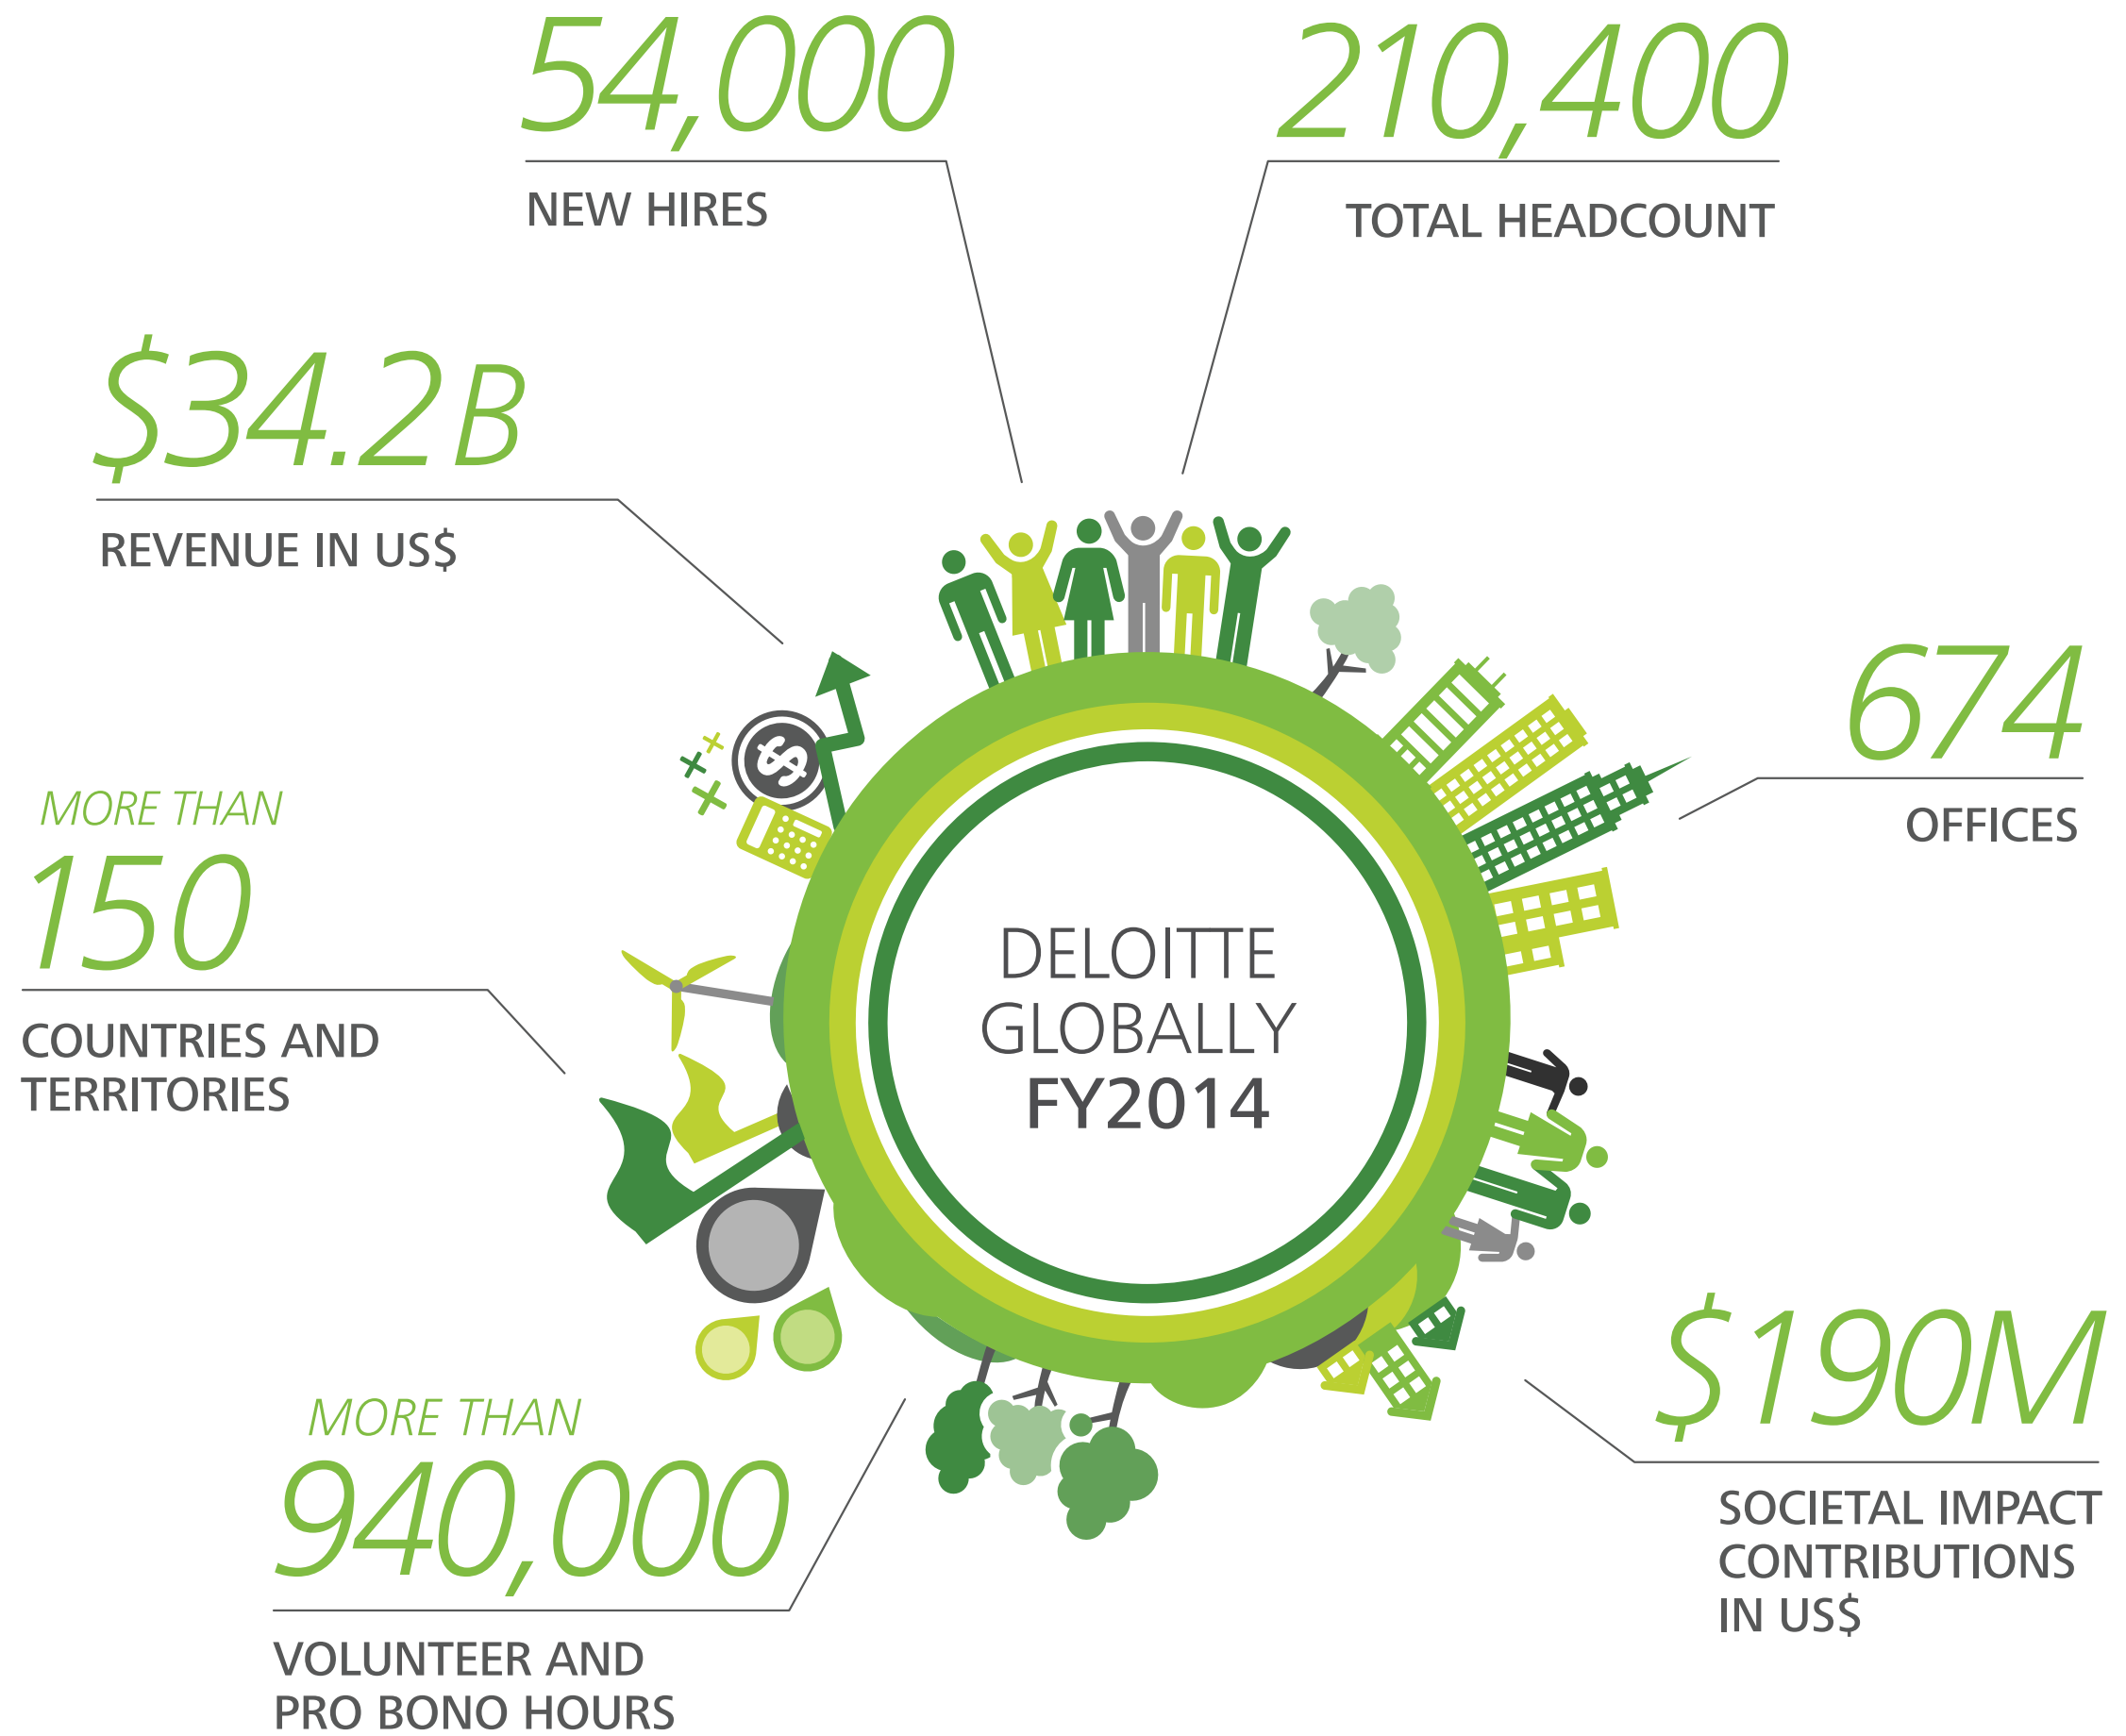 54,000
NEW HIRES
210,400
TOTAL HEADCOUNT
$34.2B
REVENUE IN US$
674
OFFICES
MORE THAN
150
COUNTRIES AND
TERRITORIES
DELOITTE
GLOBALLY
FY2014
$190M
SOCIETAL IMPACT
CONTRIBUTIONS
IN US$
MORE THAN
940,000
VOLUNTEER AND
PRO BONO HOURS